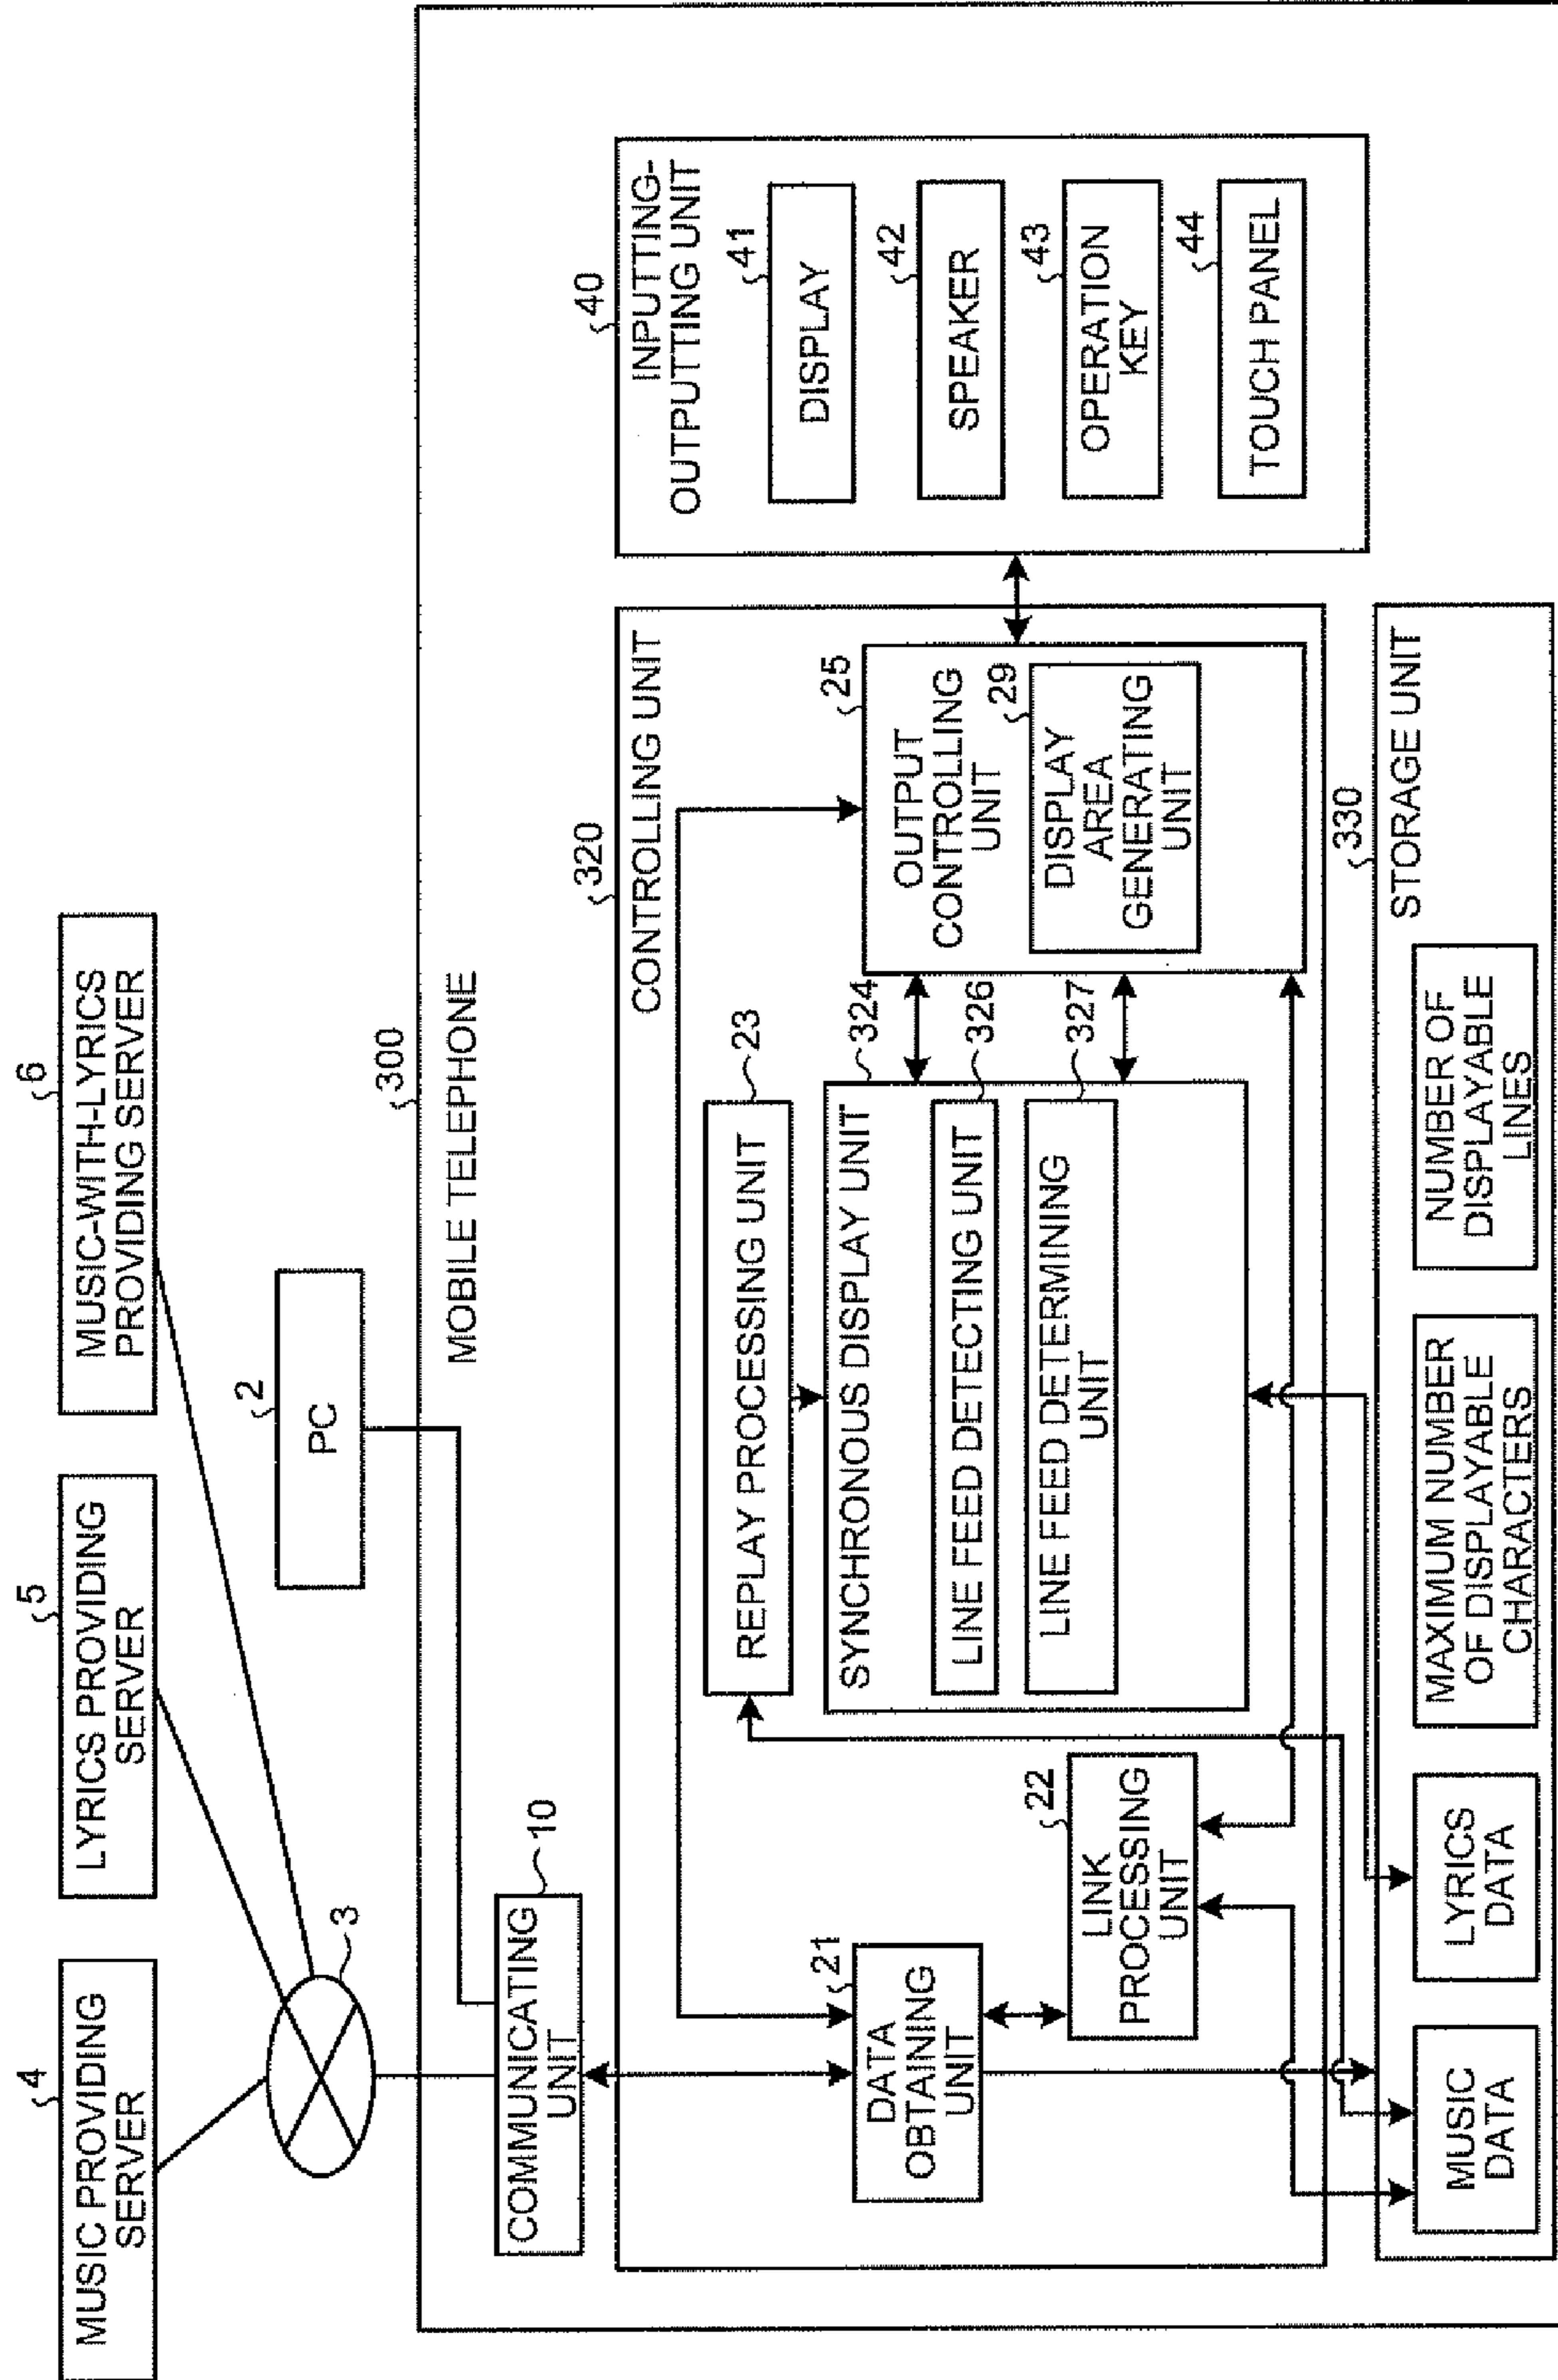 4
MUSIC PROVIDING
SERVER
5
LYRICS PROVIDING
SERVER
6
MUSIC-WITH-LYRICS
PROVIDING SERVER
3
2
PC
300
MOBILE TELEPHONE
10
COMMUNICATING
UNIT
320
CONTROLLING UNIT
21
DATA
OBTAINING
UNIT
22
LINK
PROCESSING
UNIT
23
REPLAY PROCESSING UNIT
324
SYNCHRONOUS DISPLAY UNIT
326
LINE FEED DETECTING UNIT
327
LINE FEED DETERMINING
UNIT
25
OUTPUT
CONTROLLING
UNIT
29
DISPLAY
AREA
GENERATING
UNIT
40
INPUTTING-
OUTPUTTING UNIT
41
DISPLAY
42
SPEAKER
43
OPERATION
KEY
44
TOUCH PANEL
330
STORAGE UNIT
MUSIC
DATA
LYRICS
DATA
MAXIMUM NUMBER
OF DISPLAYABLE
CHARACTERS
NUMBER OF
DISPLAYABLE
LINES